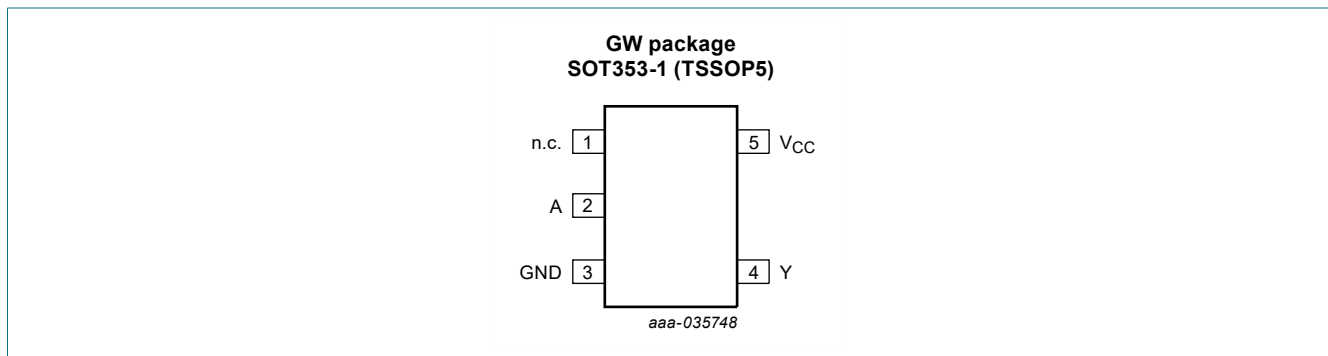 GW package
SOT353-1 (TSSOP5)
n.c. 1 5 VCC
A 2
GND 3 4 Y
aaa-035748